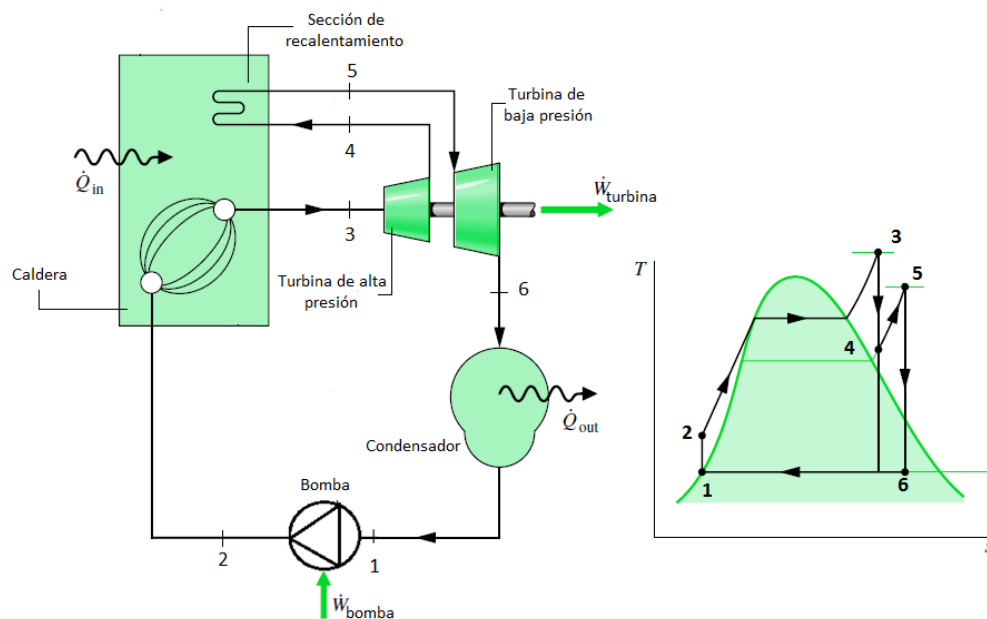 Sección de
recalentamiento
5
Turbina de
baja presión
4
Q̇in
Ẇturbina
3
Caldera
Turbina de alta
presión
6
Q̇out
Condensador
Bomba
2
1
Ẇbomba
T
3
5
4
2
1
6
s